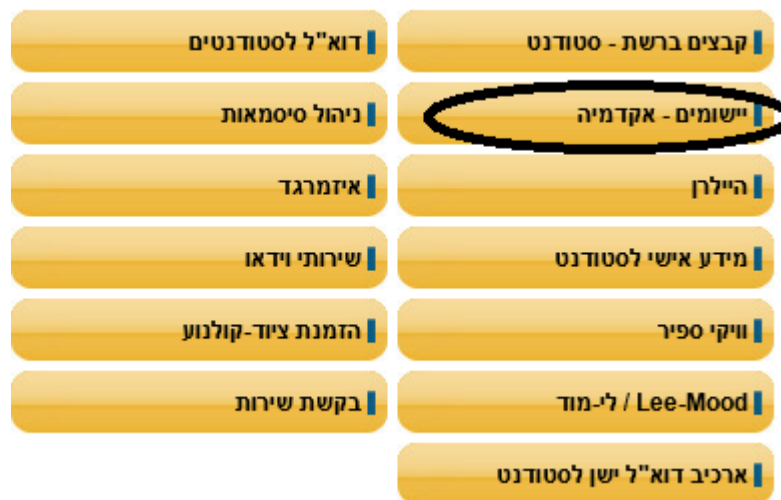 קבצים ברשת - סטודנט
דוא"ל לסטודנטים
יישומים - אקדמיה
ניהול סיסמאות
היילרן
איזמרגד
מידע אישי לסטודנט
שירותי וידאו
וויקי ספיר
הזמנת ציוד-קולנוע
Lee-Mood / לי-מוד
בקשת שירות
ארכיב דוא"ל ישן לסטודנט